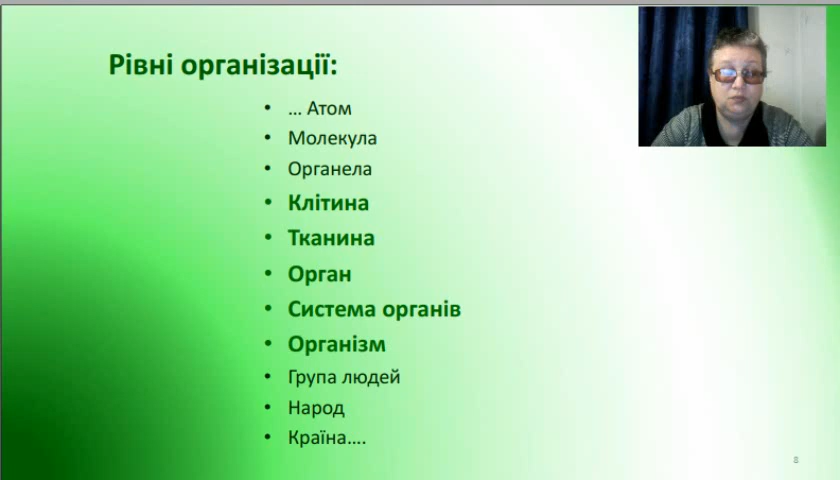 Рівні організації:
• … Атом
• Молекула
• Органела
• Клітина
• Тканина
• Орган
• Система органів
• Організм
• Група людей
• Народ
• Країна….
8